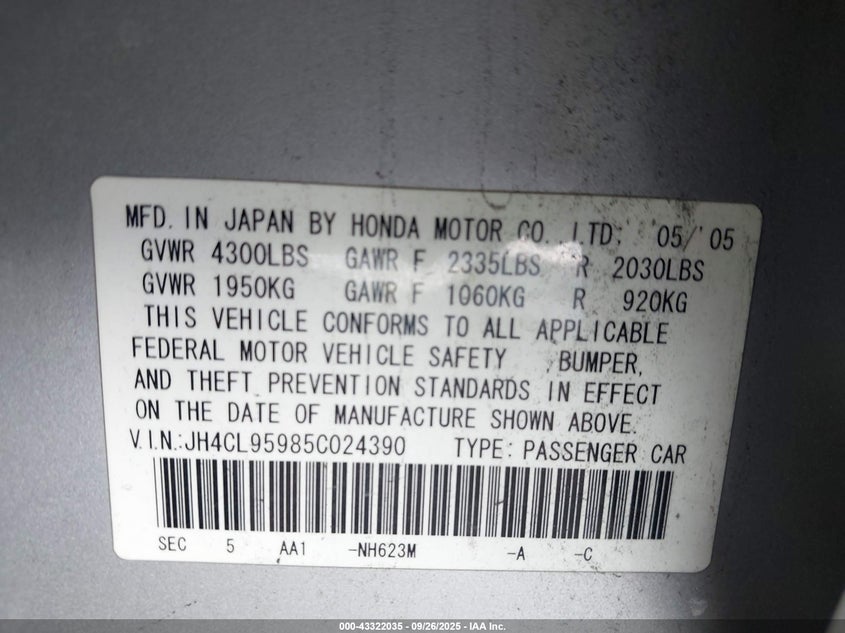 MFD. IN JAPAN BY HONDA MOTOR CO. LTD. 05/'05
GVWR 4300LBS GAWR F 2335LBS R 2030LBS
GVWR 1950KG GAWR F 1060KG R 920KG
THIS VEHICLE CONFORMS TO ALL APPLICABLE
FEDERAL MOTOR VEHICLE SAFETY , BUMPER,
AND THEFT PREVENTION STANDARDS IN EFFECT
ON THE DATE OF MANUFACTURE SHOWN ABOVE.
V.I.N.:JH4CL95985C024390 TYPE: PASSENGER CAR
SEC 5 AA1 -NH623M -A -C
000-43322035 - 09/26/2025 - IAA Inc.